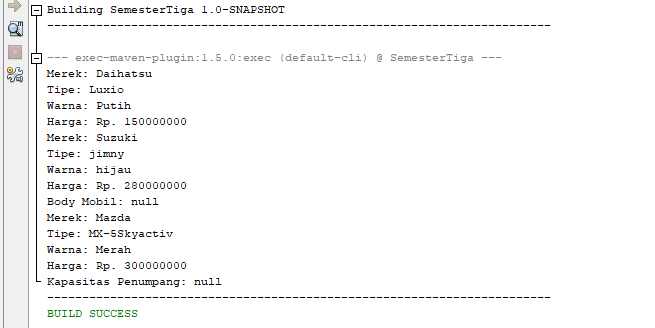 Building SemesterTiga 1.0-SNAPSHOT
------------------------------------------------------------------------
--- exec-maven-plugin:1.5.0:exec (default-cli) @ SemesterTiga ---
Merek: Daihatsu
Tipe: Luxio
Warna: Putih
Harga: Rp. 150000000
Merek: Suzuki
Tipe: jimny
Warna: hijau
Harga: Rp. 280000000
Body Mobil: null
Merek: Mazda
Tipe: MX-5Skyactiv
Warna: Merah
Harga: Rp. 300000000
Kapasitas Penumpang: null
------------------------------------------------------------------------
BUILD SUCCESS